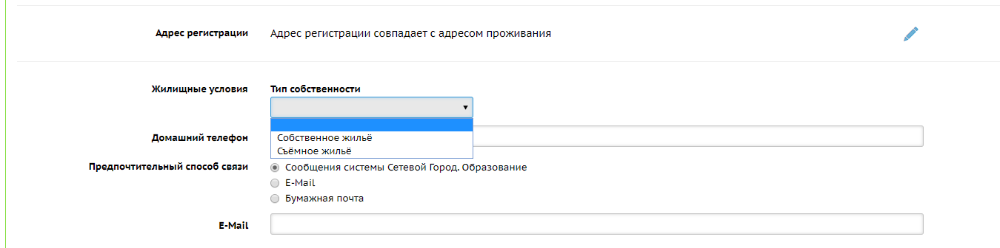 Адрес регистрации Адрес регистрации совпадает с адресом проживания
Жилищные условия Тип собственности
Собственное жильё
Домашний телефон
Съёмное жильё
Предпочтительный способ связи Сообщения системы Сетевой Город. Образование
E-Mail
Бумажная почта
E-Mail